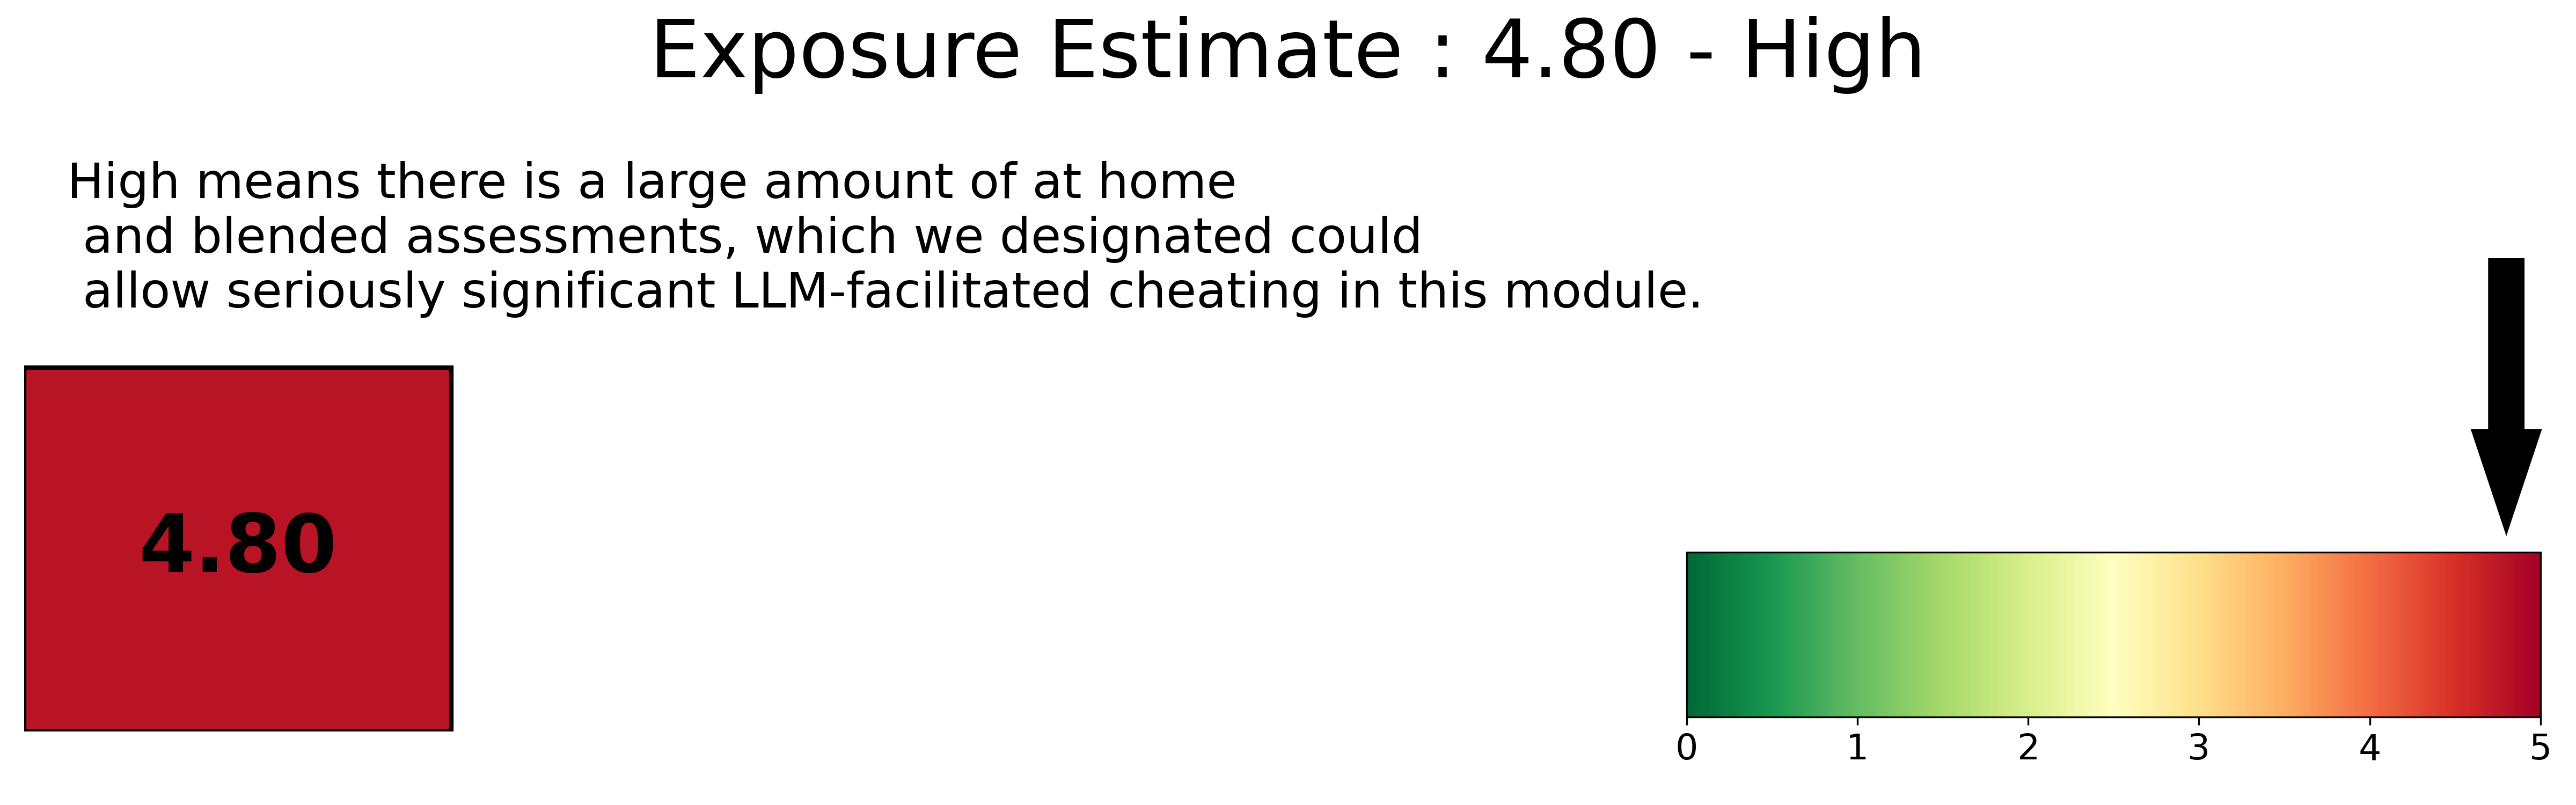 Exposure Estimate : 4.80 - High
High means there is a large amount of at home
and blended assessments, which we designated could
allow seriously significant LLM-facilitated cheating in this module.
4.80
0 1 2 3 4 5